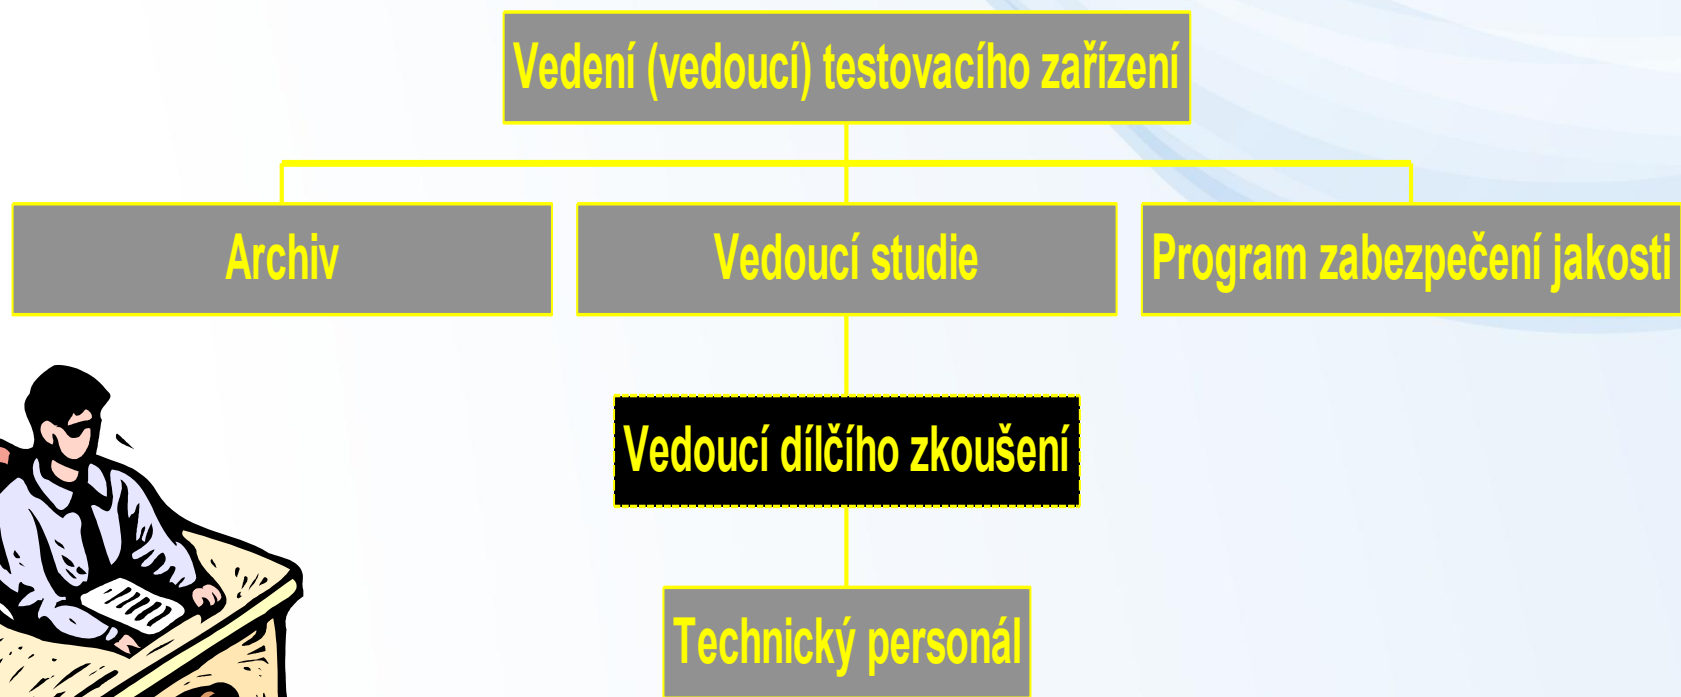 Vedení (vedoucí) testovacího zařízení
Archiv
Vedoucí studie
Program zabezpečení jakosti
Vedoucí dílčího zkoušení
Technický personál